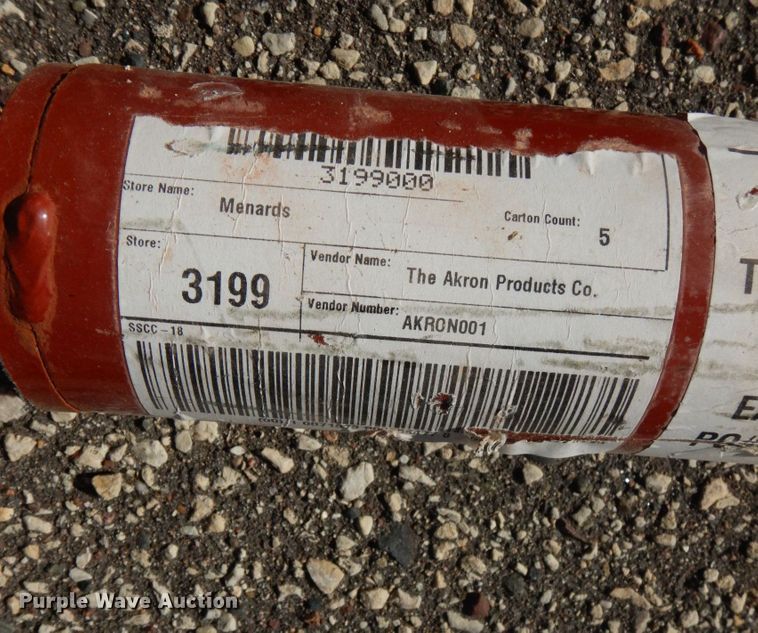 3199000
Store Name:
Menards
Carton Count: 5
Store:
3199
Vendor Name: The Akron Products Co.
Vendor Number: AKRON001
SSCC-18
Purple Wave Auction